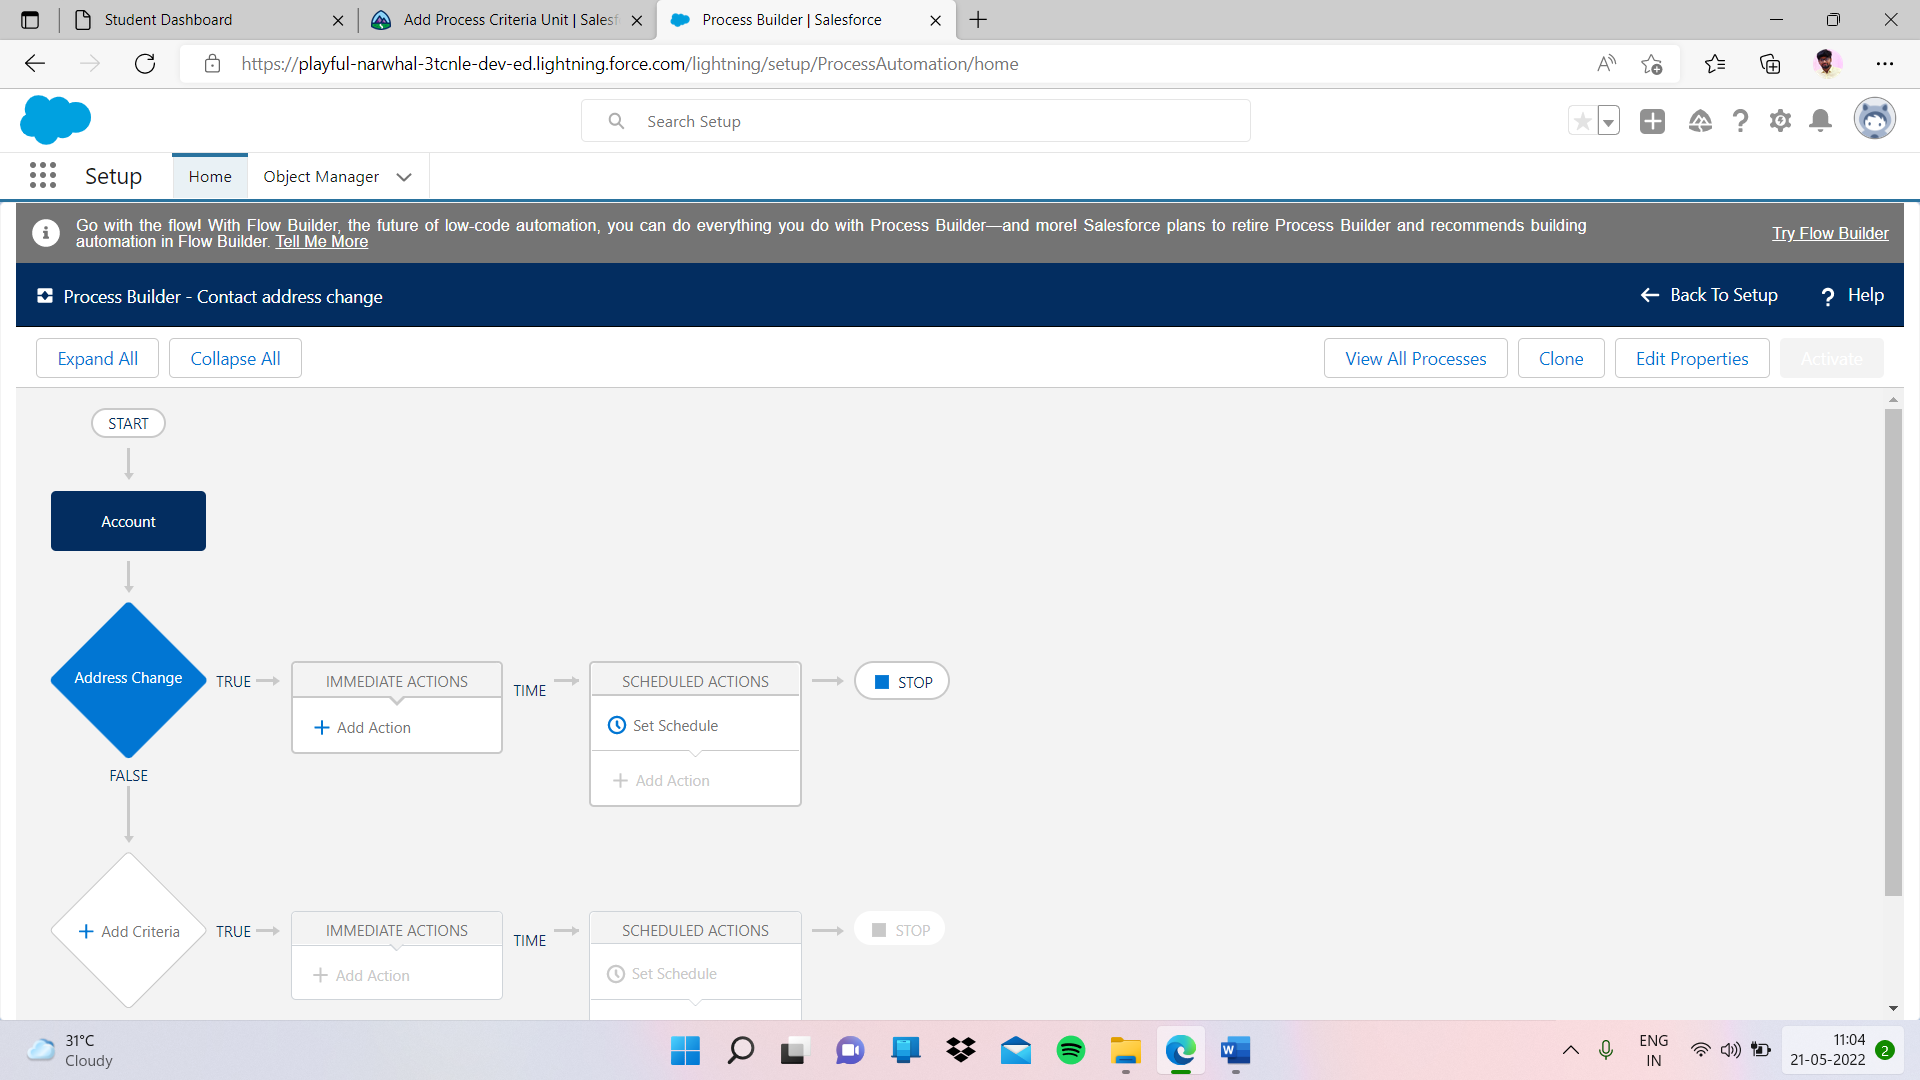 Student Dashboard
Add Process Criteria Unit | Salesf
Process Builder | Salesforce
https://playful-narwhal-3tcnle-dev-ed.lightning.force.com/lightning/setup/ProcessAutomation/home
Search Setup
Setup
Home
Object Manager
Go with the flow! With Flow Builder, the future of low-code automation, you can do everything you do with Process Builder—and more! Salesforce plans to retire Process Builder and recommends building
automation in Flow Builder. Tell Me More
Try Flow Builder
Process Builder - Contact address change
Back To Setup
? Help
Expand All
Collapse All
View All Processes
Clone
Edit Properties
Activate
START
Account
Address Change
TRUE
IMMEDIATE ACTIONS
+ Add Action
TIME
SCHEDULED ACTIONS
Set Schedule
+ Add Action
STOP
FALSE
+ Add Criteria
TRUE
IMMEDIATE ACTIONS
+ Add Action
TIME
SCHEDULED ACTIONS
Set Schedule
STOP
31°C
Cloudy
ENG
IN
11:04
21-05-2022
2